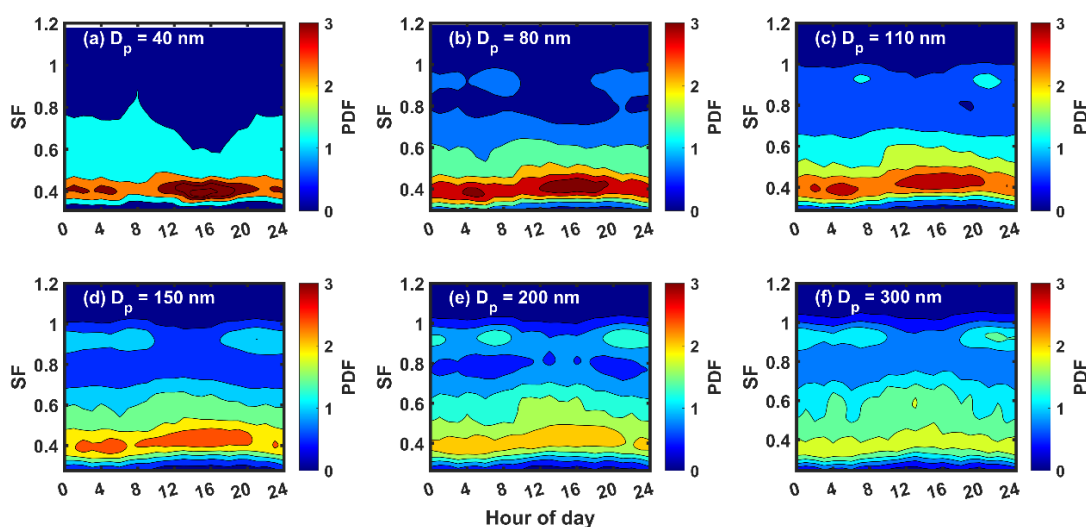 (a) Dp = 40 nm
1.2
1
0.8
0.6
0.4
SF
0 4 8 12 16 20 24
3
2
1
0
PDF
(b) Dp = 80 nm
1.2
1
0.8
0.6
0.4
SF
0 4 8 12 16 20 24
3
2
1
0
PDF
(c) Dp = 110 nm
1.2
1
0.8
0.6
0.4
SF
0 4 8 12 16 20 24
3
2
1
0
PDF
(d) Dp = 150 nm
1.2
1
0.8
0.6
0.4
SF
0 4 8 12 16 20 24
3
2
1
0
PDF
(e) Dp = 200 nm
1.2
1
0.8
0.6
0.4
SF
0 4 8 12 16 20 24
3
2
1
0
PDF
(f) Dp = 300 nm
1.2
1
0.8
0.6
0.4
SF
0 4 8 12 16 20 24
3
2
1
0
PDF
Hour of day